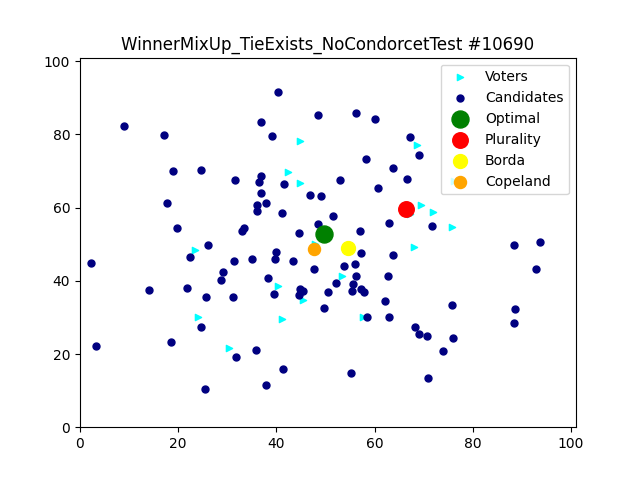 WinnerMixUp_TieExists_NoCondorcetTest #10690
Voters
Candidates
Optimal
Plurality
Borda
Copeland
100
80
60
40
20
0
0 20 40 60 80 100